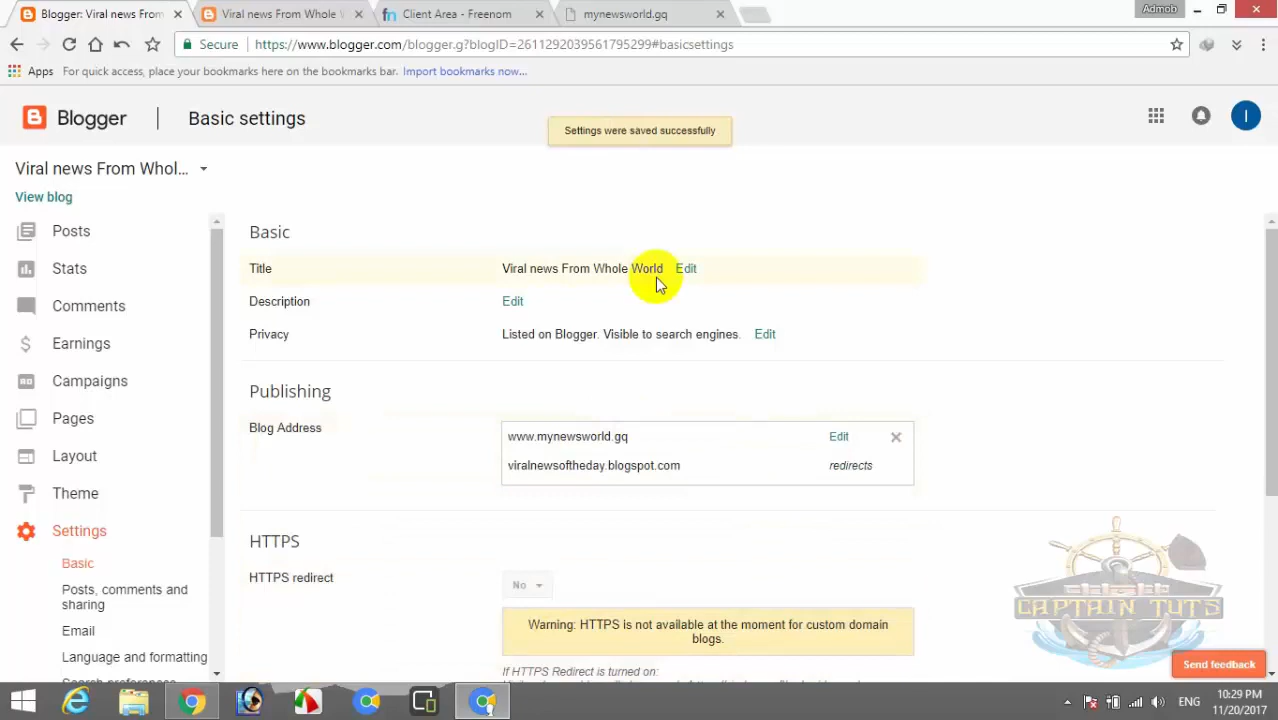 Blogger: Viral news From
Viral news From Whole W
Client Area - Freenom
mynewsworld.gq
Admob
Secure
https://www.blogger.com/blogger.g?blogID=2611292039561795299#basicsettings
Apps
For quick access, place your bookmarks here on the bookmarks bar. Import bookmarks now...
Blogger
Basic settings
Settings were saved successfully
I
Viral news From Whol...
View blog
Posts
Stats
Comments
Earnings
Campaigns
Pages
Layout
Theme
Settings
Basic
Posts, comments and
sharing
Email
Language and formatting
Search preferences
Basic
Title
Viral news From Whole World Edit
Description
Edit
Privacy
Listed on Blogger. Visible to search engines. Edit
Publishing
Blog Address
www.mynewsworld.gq Edit
viralnewsoftheday.blogspot.com redirects
HTTPS
HTTPS redirect
No
Warning: HTTPS is not available at the moment for custom domain
blogs.
If HTTPS Redirect is turned on:
CAPTAIN TUTS
Send feedback
ENG
10:29 PM
11/20/2017